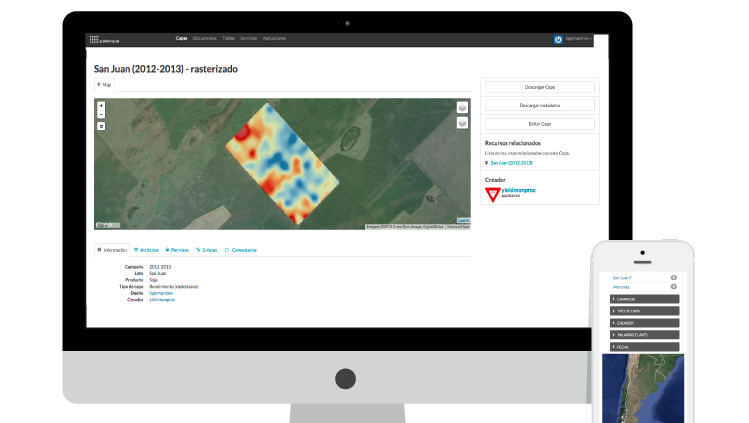 palenque
Capas Documentos Tablas Servicios Aplicaciones
San Juan (2012-2013) - rasterizado
Map
Descargar Capa
Descargar metadatos
Editar Capa
Recursos relacionados
Lista de recursos relacionados con esta Capa:
San Juan (2012-2013)
Creador
yieldmonproc
application
Leaflet
Información Atributos Permisos Enlaces Comentarios
Campaña 2012-2013
Lote San Juan
Producto Soja
Tipo de capa Rendimiento (rasterizado)
Dueño
Creador yieldmonproc
San Juan 2
CAMPAÑA
TIPO DE CAPA
CREADOR
PALABRAS CLAVES
FECHA